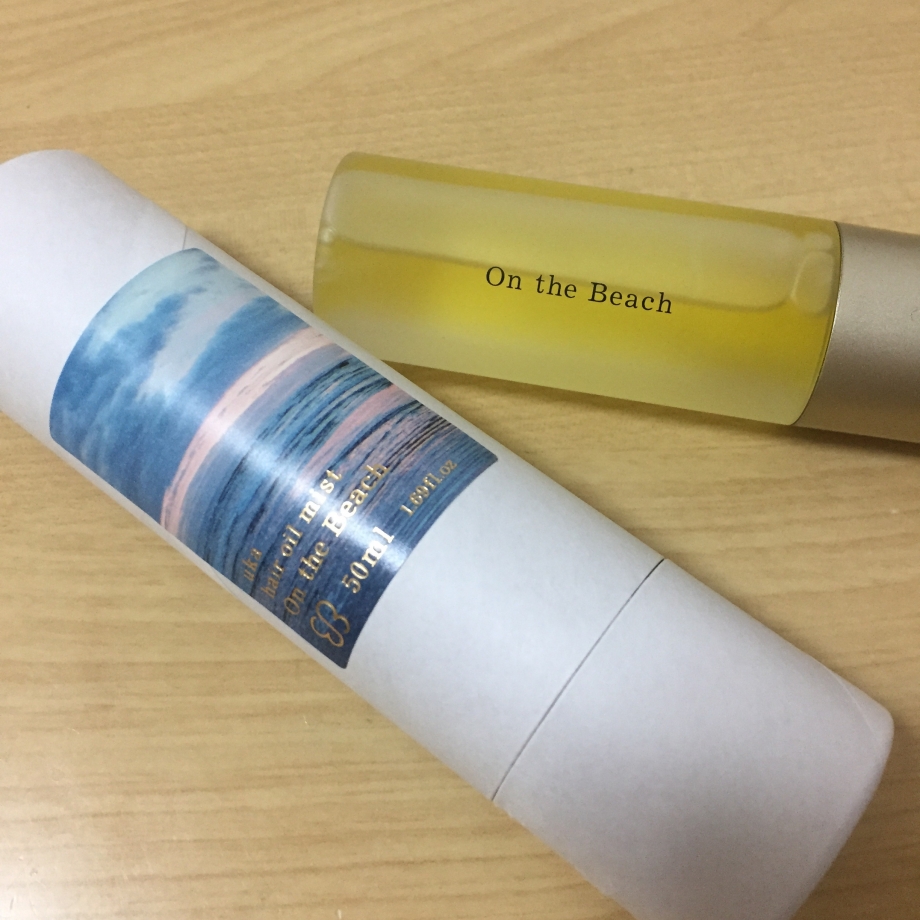 On the Beach
uka
hair oil mist
On the Beach
50ml 1.69fl.oz